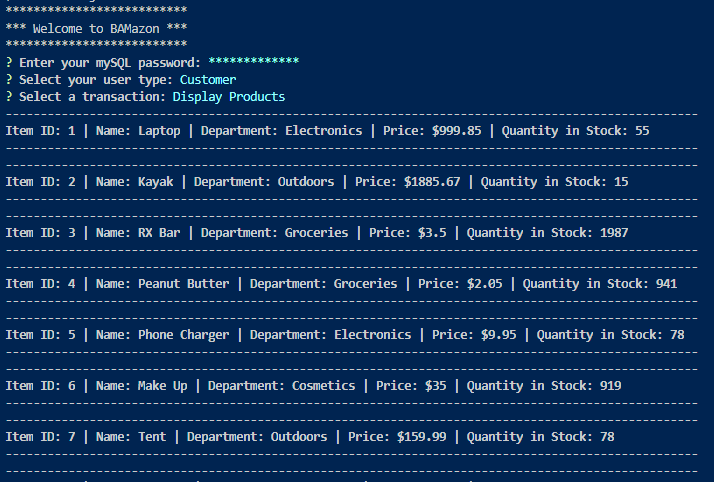 **************************
*** Welcome to BAMazon ***
**************************
? Enter your mySQL password: *************
? Select your user type: Customer
? Select a transaction: Display Products
---------------------------------------------------------------------------------------------------
Item ID: 1 | Name: Laptop | Department: Electronics | Price: $999.85 | Quantity in Stock: 55
---------------------------------------------------------------------------------------------------
---------------------------------------------------------------------------------------------------
Item ID: 2 | Name: Kayak | Department: Outdoors | Price: $1885.67 | Quantity in Stock: 15
---------------------------------------------------------------------------------------------------
---------------------------------------------------------------------------------------------------
Item ID: 3 | Name: RX Bar | Department: Groceries | Price: $3.5 | Quantity in Stock: 1987
---------------------------------------------------------------------------------------------------
---------------------------------------------------------------------------------------------------
Item ID: 4 | Name: Peanut Butter | Department: Groceries | Price: $2.05 | Quantity in Stock: 941
---------------------------------------------------------------------------------------------------
---------------------------------------------------------------------------------------------------
Item ID: 5 | Name: Phone Charger | Department: Electronics | Price: $9.95 | Quantity in Stock: 78
---------------------------------------------------------------------------------------------------
---------------------------------------------------------------------------------------------------
Item ID: 6 | Name: Make Up | Department: Cosmetics | Price: $35 | Quantity in Stock: 919
---------------------------------------------------------------------------------------------------
---------------------------------------------------------------------------------------------------
Item ID: 7 | Name: Tent | Department: Outdoors | Price: $159.99 | Quantity in Stock: 78
---------------------------------------------------------------------------------------------------
---------------------------------------------------------------------------------------------------